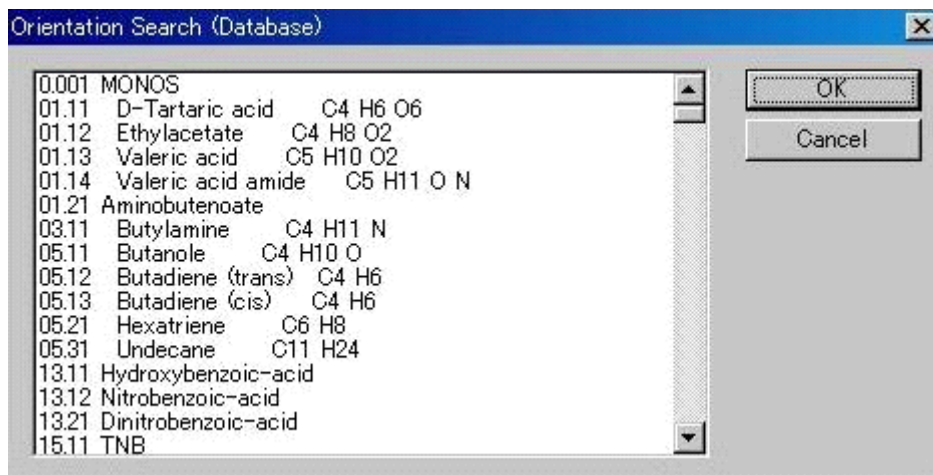 Orientation Search (Database)
0.001 MONOS
01.11 D-Tartaric acid C4 H6 O6
01.12 Ethylacetate C4 H8 O2
01.13 Valeric acid C5 H10 O2
01.14 Valeric acid amide C5 H11 O N
01.21 Aminobutenoate
03.11 Butylamine C4 H11 N
05.11 Butanole C4 H10 O
05.12 Butadiene (trans) C4 H6
05.13 Butadiene (cis) C4 H6
05.21 Hexatriene C6 H8
05.31 Undecane C11 H24
13.11 Hydroxybenzoic-acid
13.12 Nitrobenzoic-acid
13.21 Dinitrobenzoic-acid
15.11 TNB
OK
Cancel